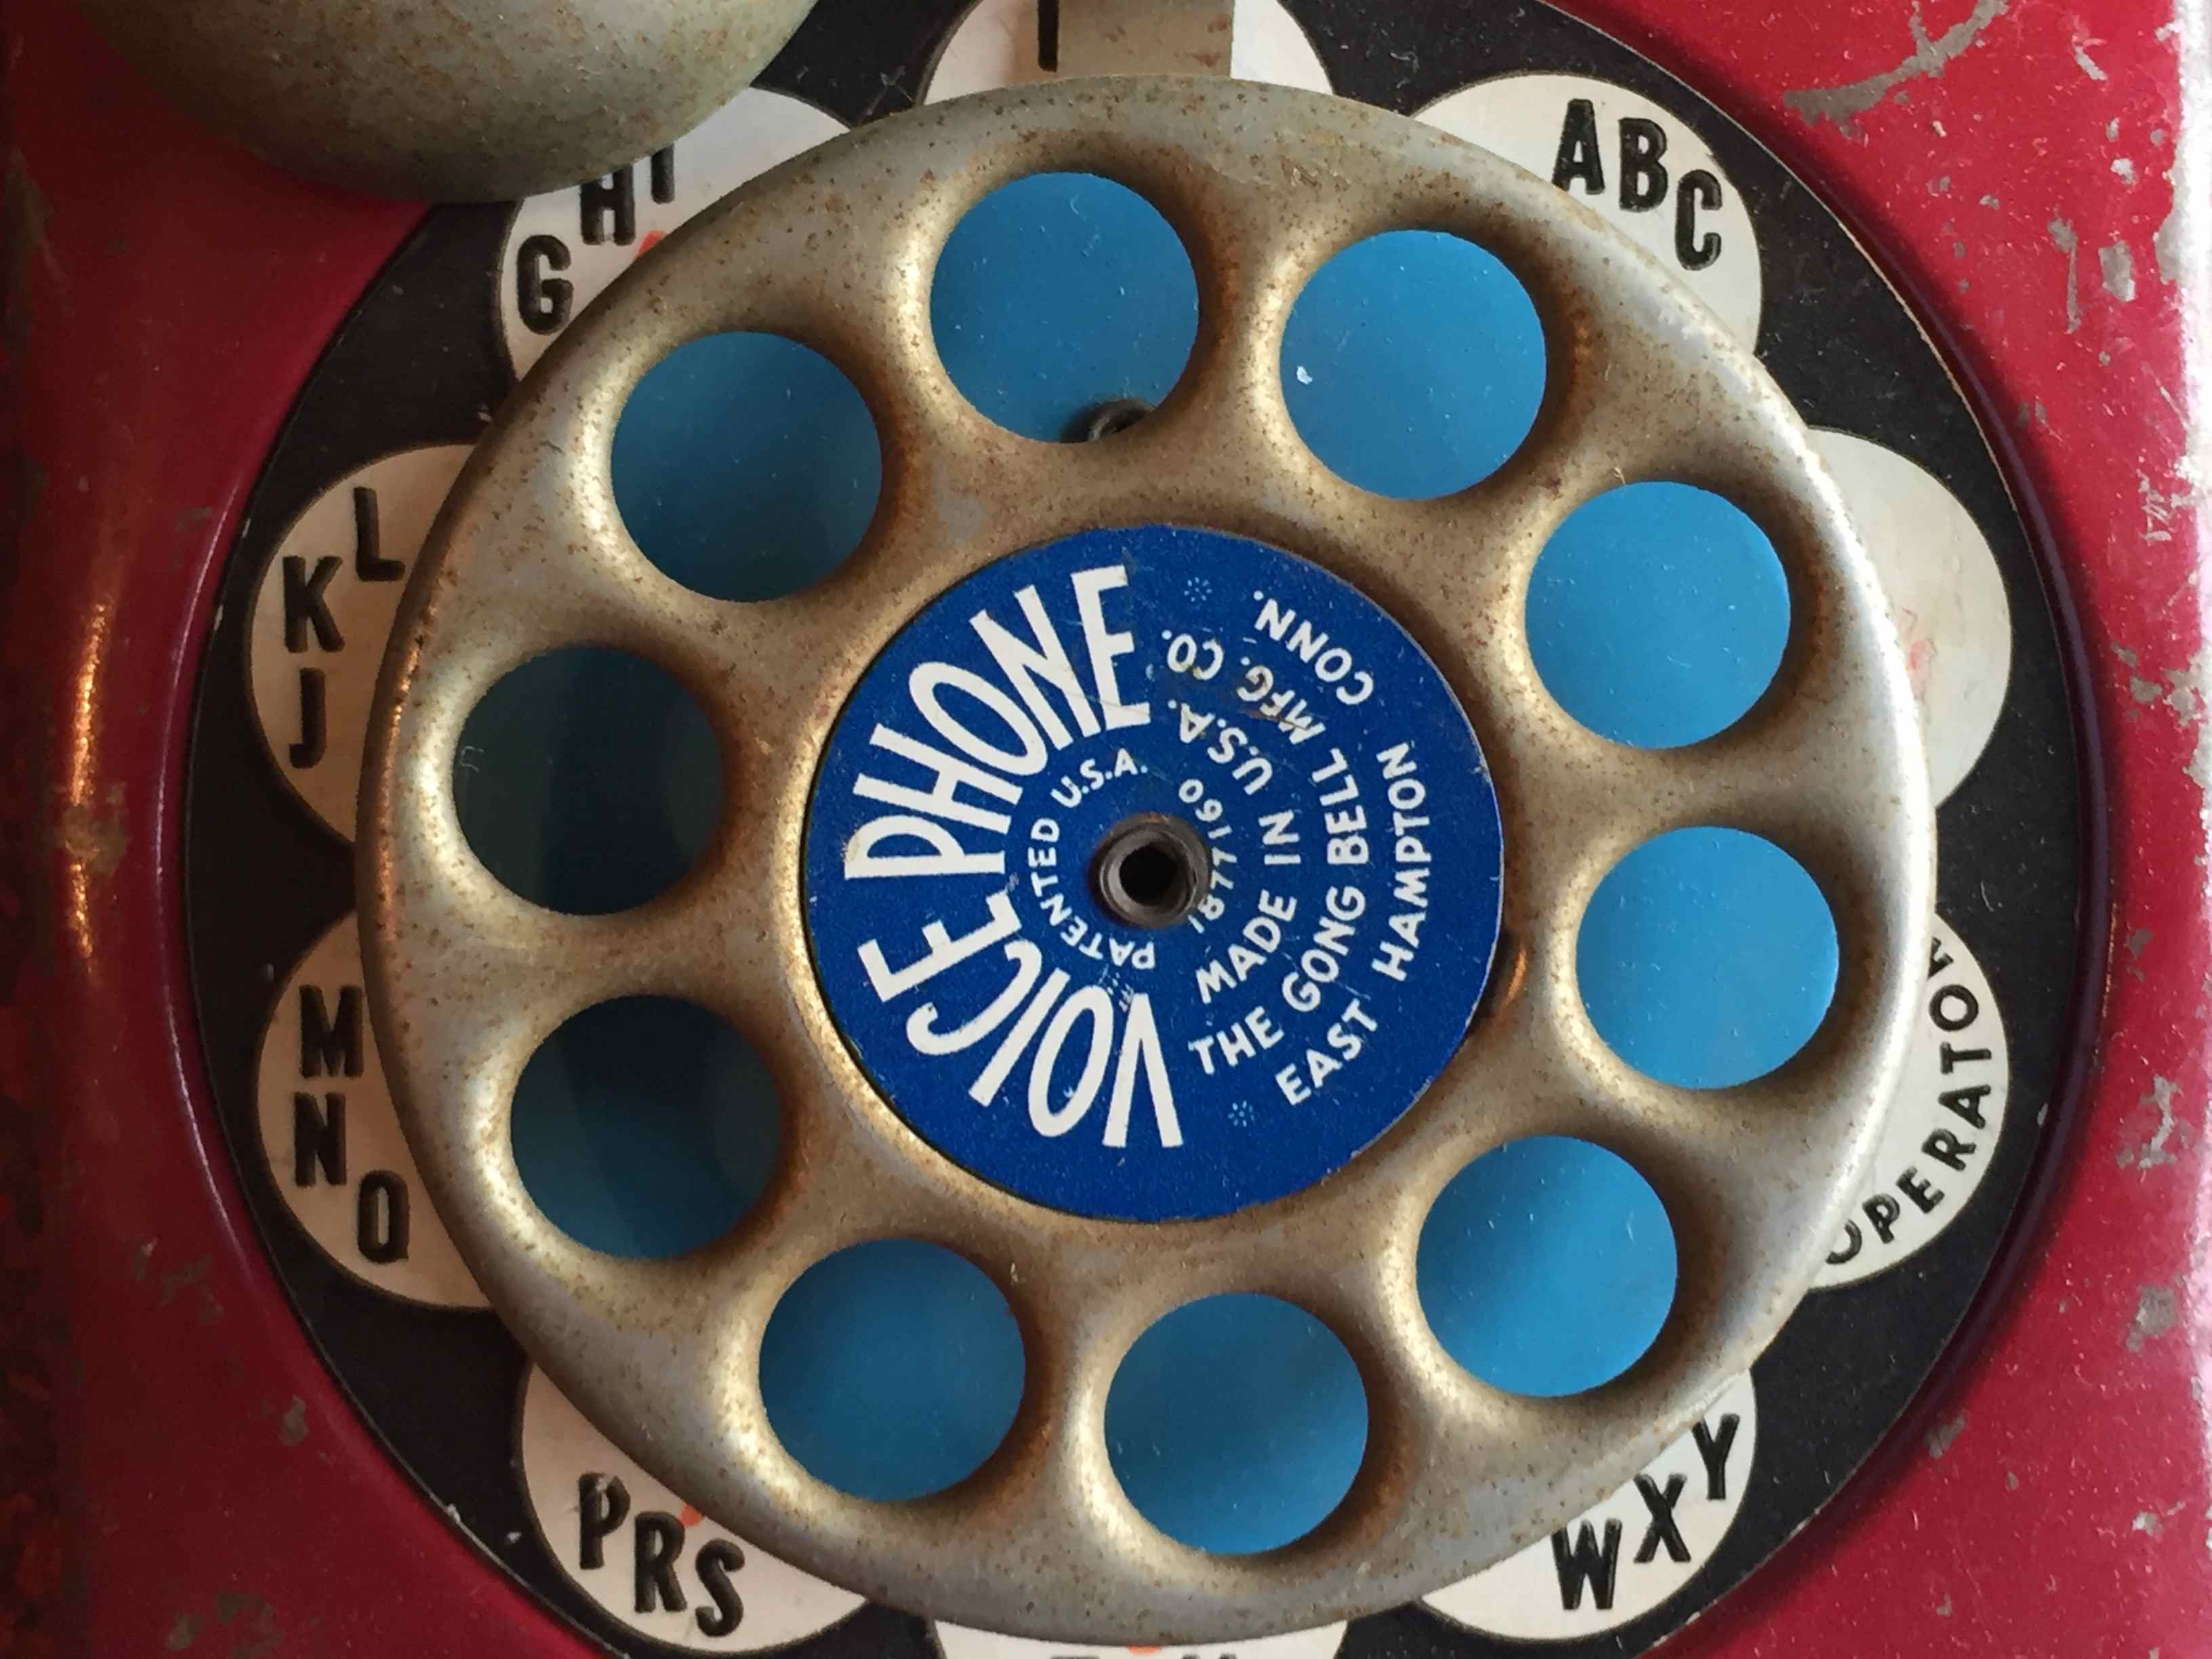 ABC
GHI
JKL
MNO
PRS
WXY
OPERATOR
VOICE PHONE
PATENTED U.S.A.
1877160
MADE IN U.S.A.
THE GONG BELL MFG. CO.
EAST HAMPTON CONN.